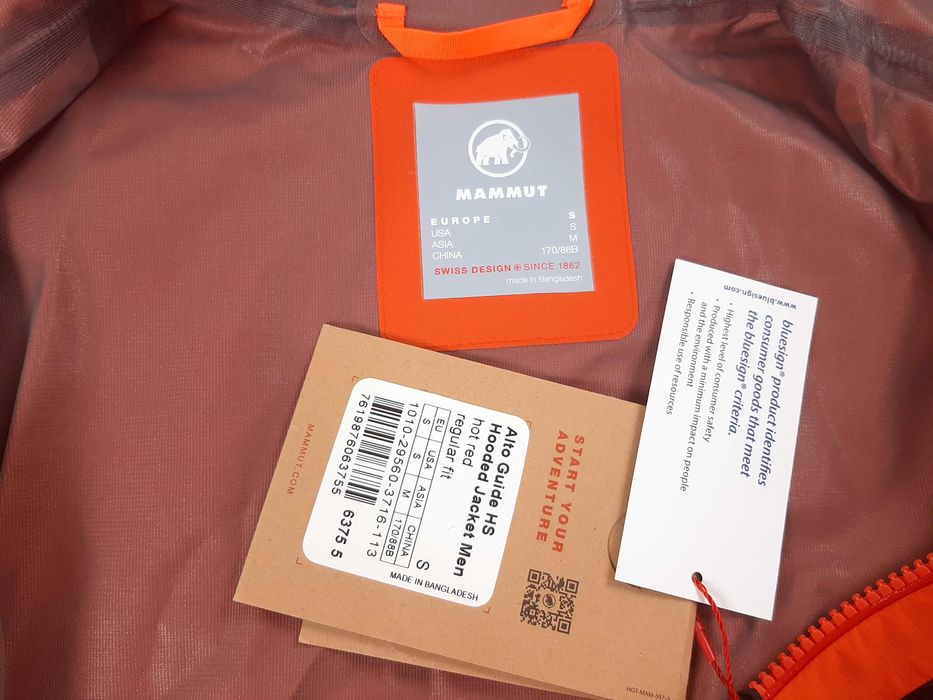 MAMMUT
EUROPE S
USA S
ASIA M
CHINA 170/88B
SWISS DESIGN SINCE 1862
made in Bangladesh
www.bluesign.com
bluesign® product identifies
consumer goods that meet
the bluesign® criteria.
• Highest level of consumer safety
• Produced with a minimum impact on people
and the environment
• Responsible use of resources
START YOUR
ADVENTURE
Alto Guide HS
Hooded Jacket Men
hot red
regular fit
S
EU USA ASIA CHINA
S S M 170/88B
1010-29560-3716-113
7619876063755 6375 5
MADE IN BANGLADESH
MAMMUT.COM
HGT-MAM-557-2